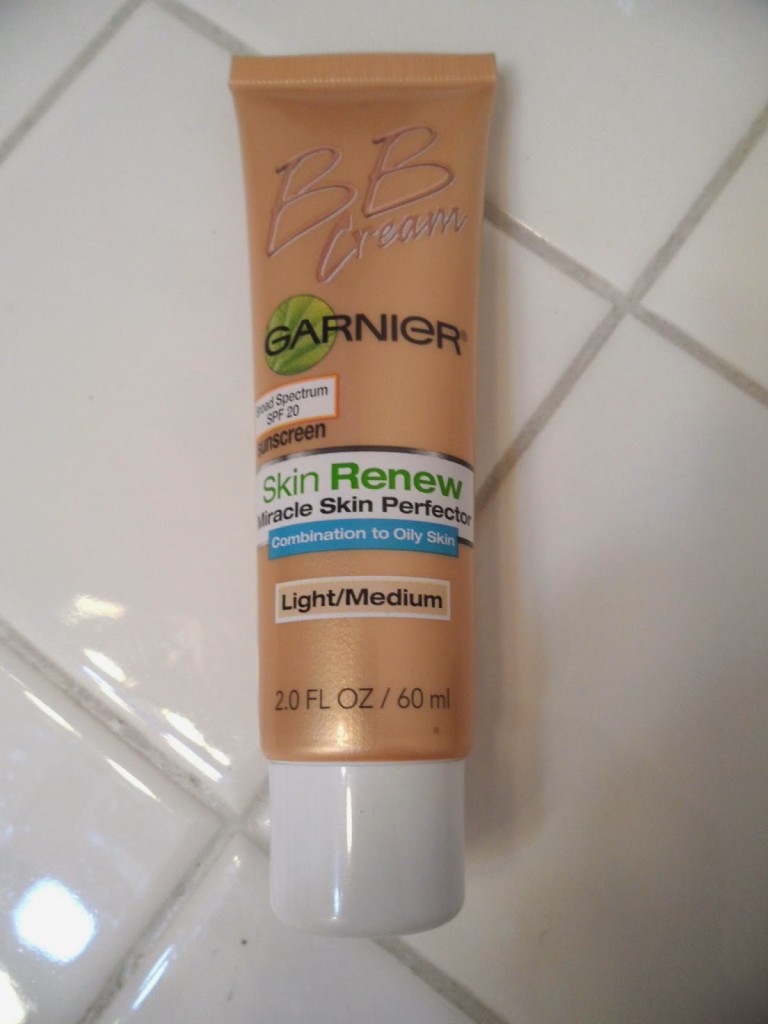 BB
Cream
GARNIER®
Broad Spectrum
SPF 20
sunscreen
Skin Renew
Miracle Skin Perfector
Combination to Oily Skin
Light/Medium
2.0 FL OZ / 60 ml